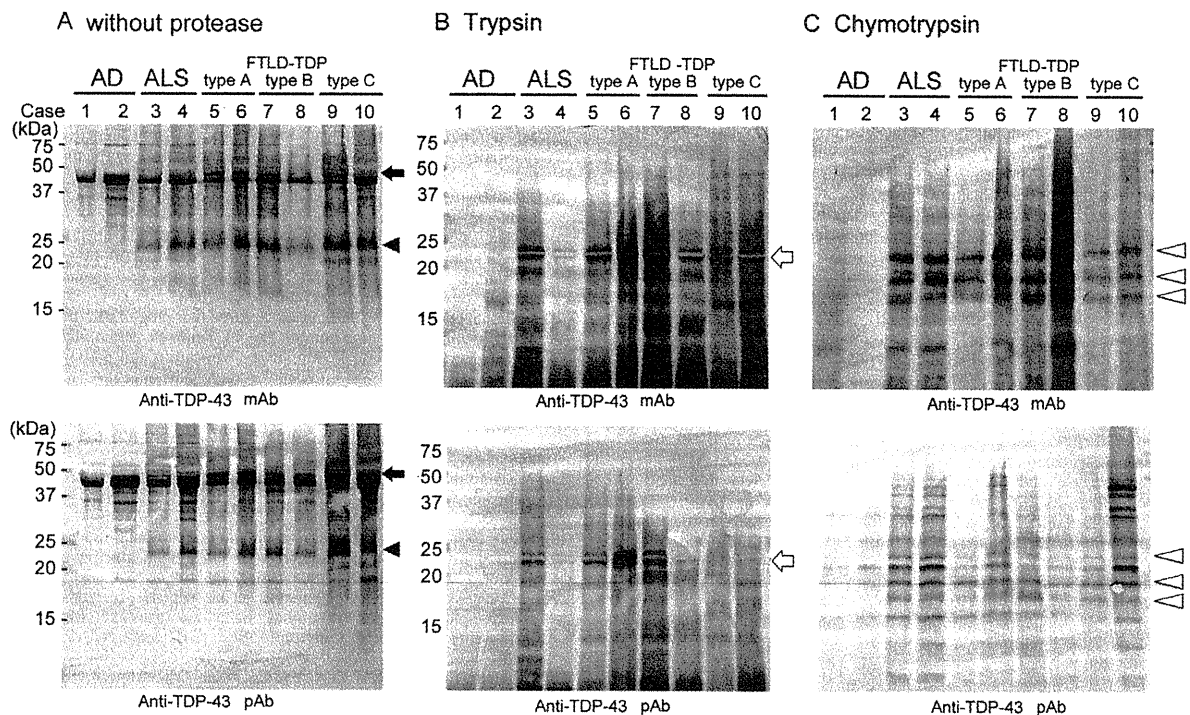 A without protease
B Trypsin
C Chymotrypsin
AD ALS FTLD-TDP type A type B type C
Case 1 2 3 4 5 6 7 8 9 10
(kDa)
75
50
37
25
20
15
Anti-TDP-43 mAb
AD ALS FTLD -TDP type A type B type C
1 2 3 4 5 6 7 8 9 10
75
50
37
25
20
15
Anti-TDP-43 mAb
AD ALS FTLD-TDP type A type B type C
1 2 3 4 5 6 7 8 9 10
Anti-TDP-43 mAb
(kDa)
75
50
37
25
20
15
Anti-TDP-43 pAb
75
50
37
25
20
15
Anti-TDP-43 pAb
Anti-TDP-43 pAb